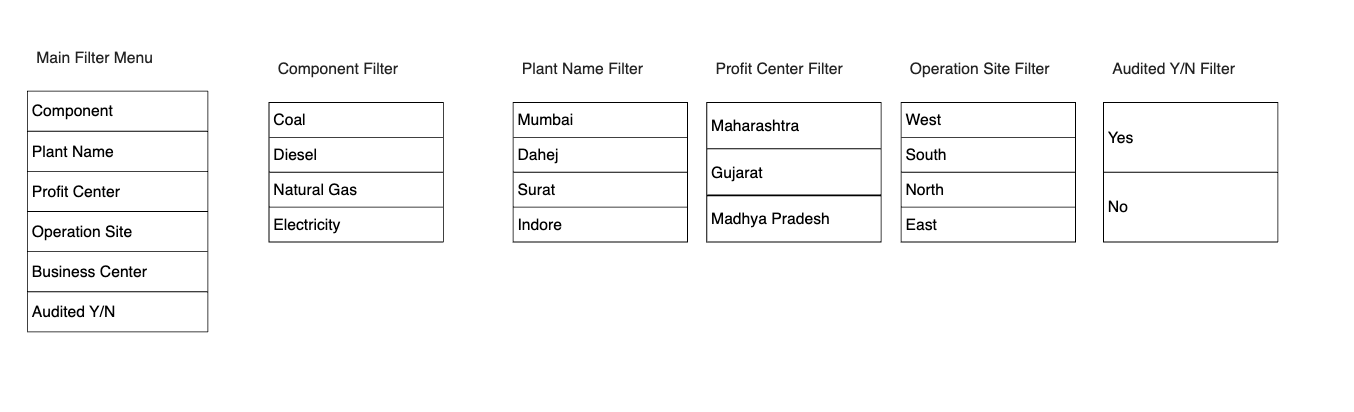 Main Filter Menu
Component
Plant Name
Profit Center
Operation Site
Business Center
Audited Y/N
Component Filter
Coal
Diesel
Natural Gas
Electricity
Plant Name Filter
Mumbai
Dahej
Surat
Indore
Profit Center Filter
Maharashtra
Gujarat
Madhya Pradesh
Operation Site Filter
West
South
North
East
Audited Y/N Filter
Yes
No